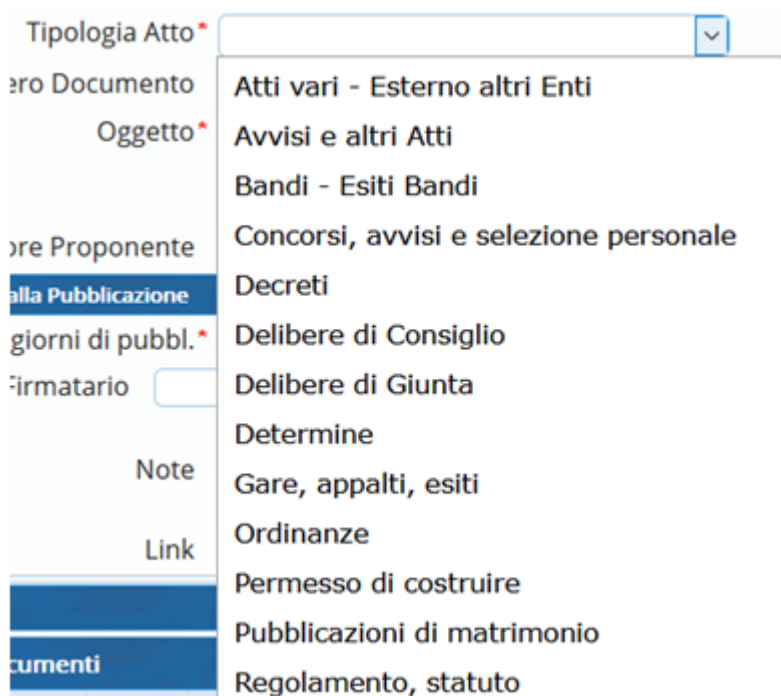 Tipologia Atto*
ero Documento
Atti vari - Esterno altri Enti
Oggetto*
Avvisi e altri Atti
Bandi - Esiti Bandi
ore Proponente
Concorsi, avvisi e selezione personale
alla Pubblicazione
Decreti
giorni di pubbl.*
Delibere di Consiglio
Firmatario
Delibere di Giunta
Determine
Note
Gare, appalti, esiti
Ordinanze
Link
Permesso di costruire
Pubblicazioni di matrimonio
cumenti
Regolamento, statuto